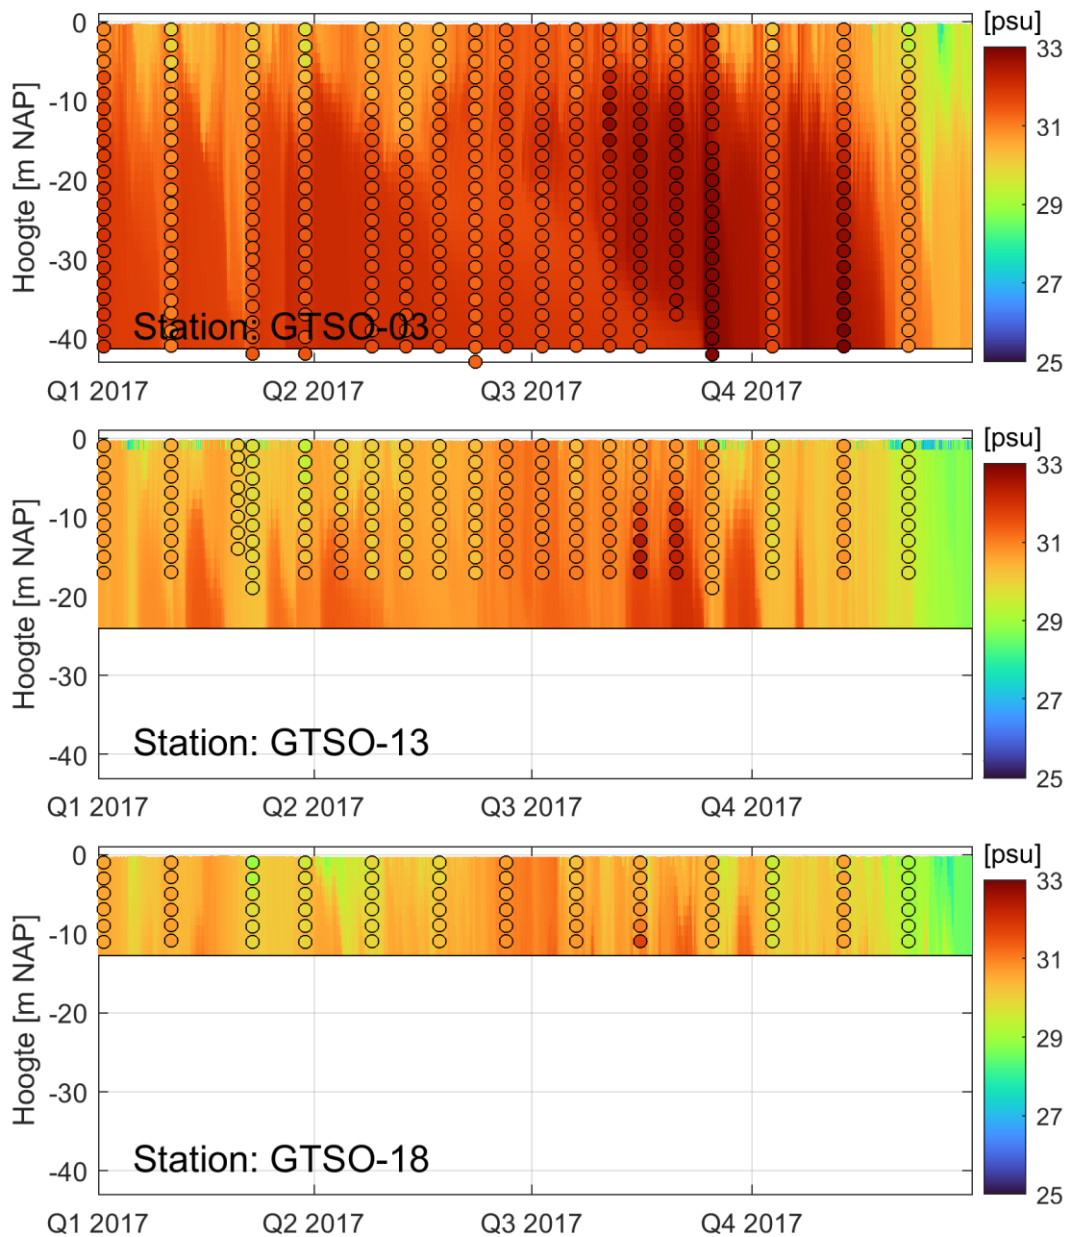 [psu]
0
-10
-20
-30
-40
Hoogte [m NAP]
Station: GTSO-03
Q1 2017
Q2 2017
Q3 2017
Q4 2017
33
31
29
27
25
[psu]
0
-10
-20
-30
-40
Hoogte [m NAP]
Station: GTSO-13
Q1 2017
Q2 2017
Q3 2017
Q4 2017
33
31
29
27
25
[psu]
0
-10
-20
-30
-40
Hoogte [m NAP]
Station: GTSO-18
Q1 2017
Q2 2017
Q3 2017
Q4 2017
33
31
29
27
25